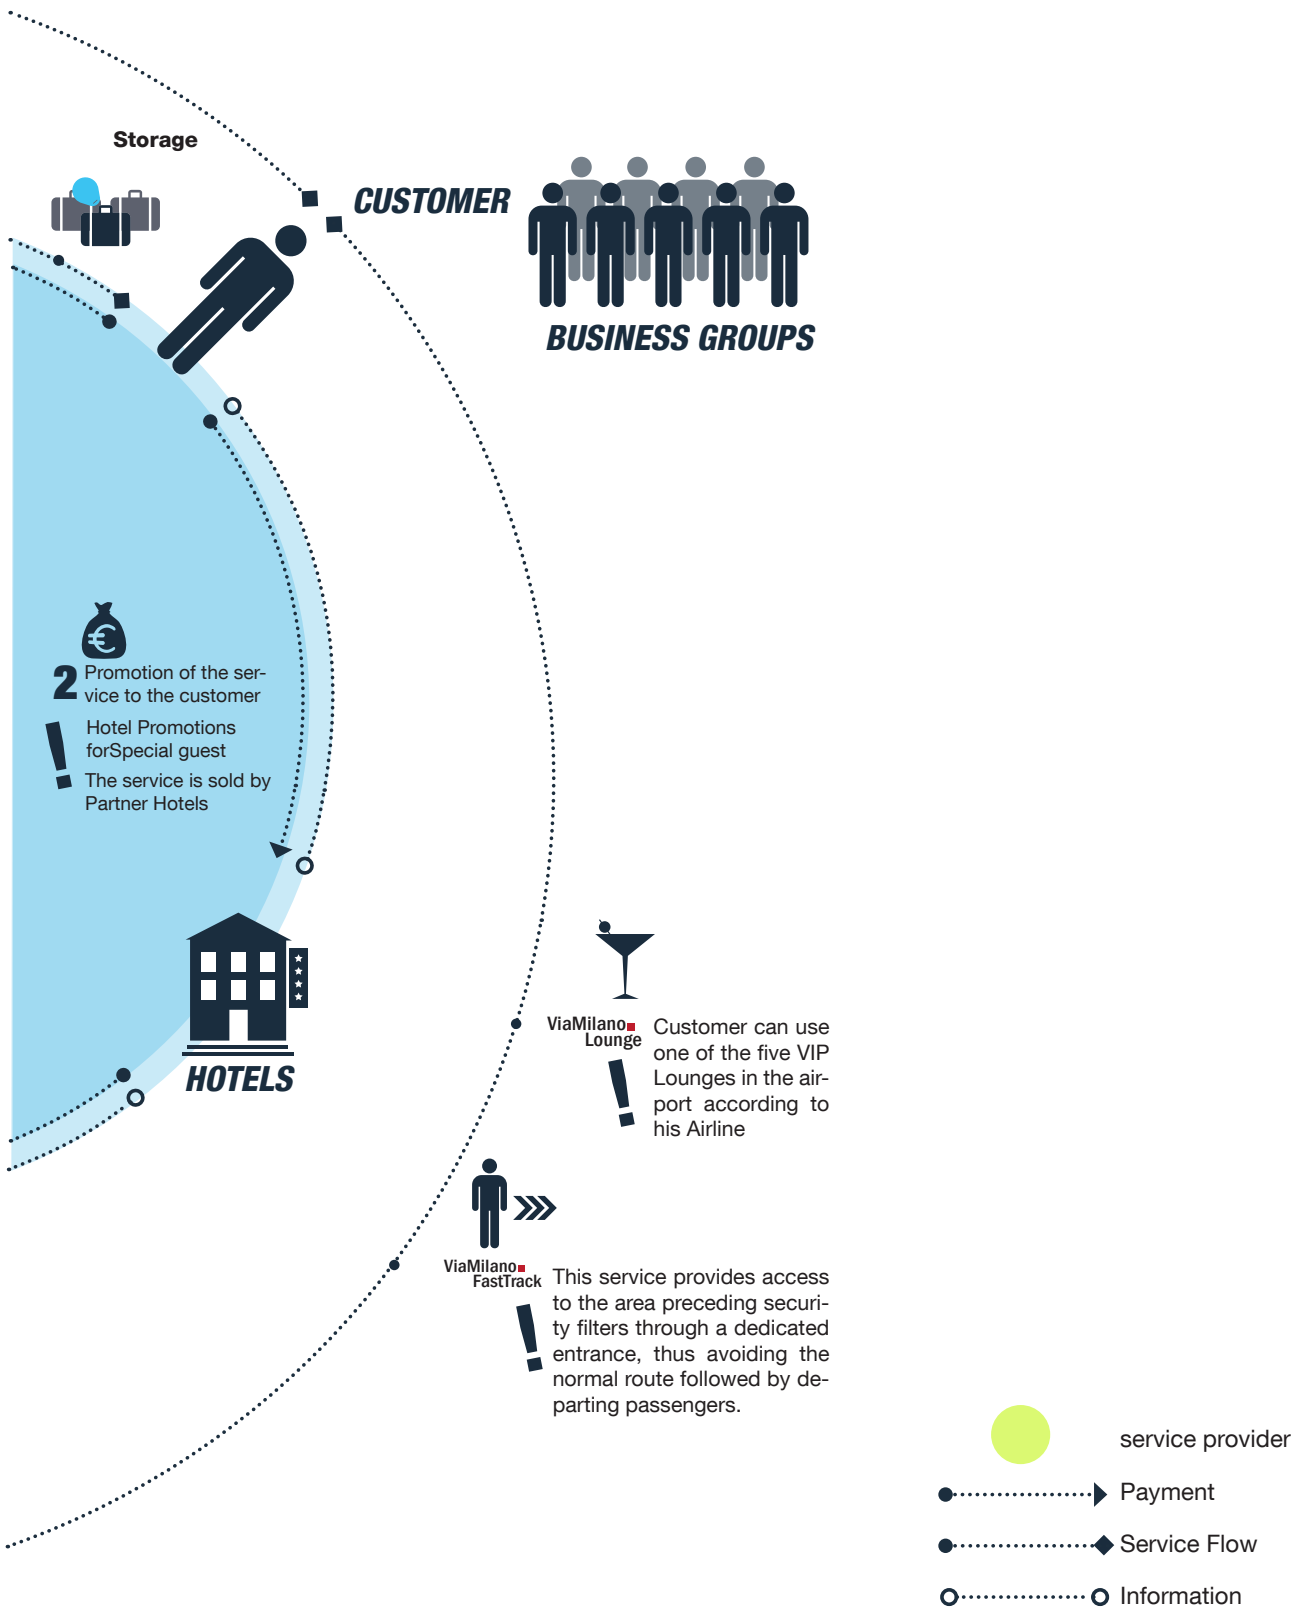 Storage
CUSTOMER
BUSINESS GROUPS
€
2 Promotion of the ser-
vice to the customer
! Hotel Promotions
forSpecial guest
The service is sold by
Partner Hotels
HOTELS
ViaMilano
Lounge
! Customer can use
one of the five VIP
Lounges in the air-
port according to
his Airline
ViaMilano
FastTrack
! This service provides access
to the area preceding securi-
ty filters through a dedicated
entrance, thus avoiding the
normal route followed by de-
parting passengers.
service provider
Payment
Service Flow
Information